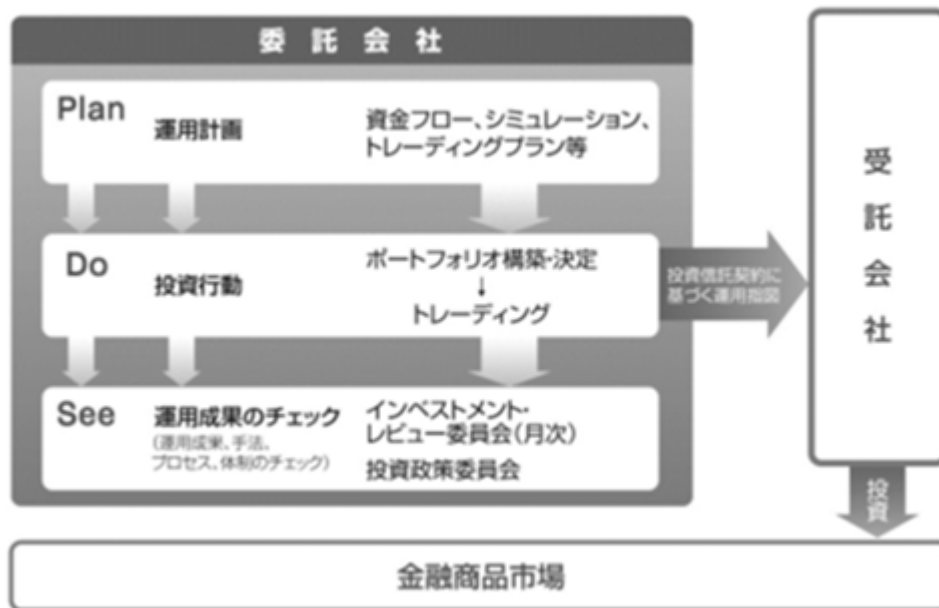 委託会社
Plan
運用計画
資金フロー、シミュレーション、
トレーディングプラン等
Do
投資行動
ポートフォリオ構築・決定
↓
トレーディング
See
運用成果のチェック
(運用成果、手法、
プロセス、体制のチェック)
インベストメント・
レビュー委員会(月次)
投資政策委員会
投資信託契約に
基づく運用指図
受託会社
投資
金融商品市場